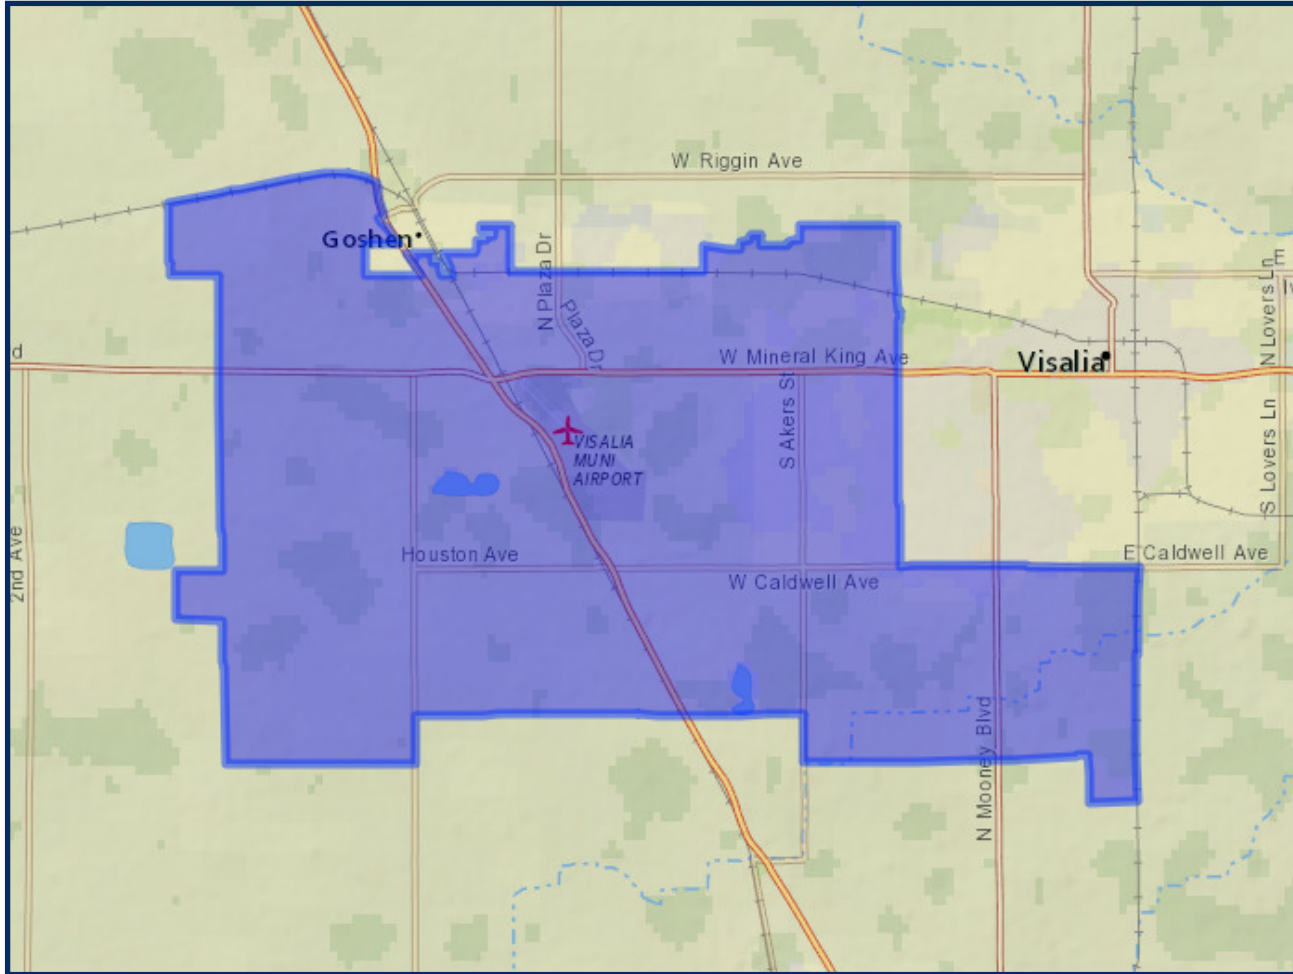 W Riggin Ave
Goshen
N Plaza Dr
Plaza Dr
E
N Lovers Ln
d
W Mineral King Ave
Visalia
S Akers St
VISALIA
MUNI
AIRPORT
S Lovers Ln
2nd Ave
Houston Ave
E Caldwell Ave
W Caldwell Ave
N Mooney Blvd